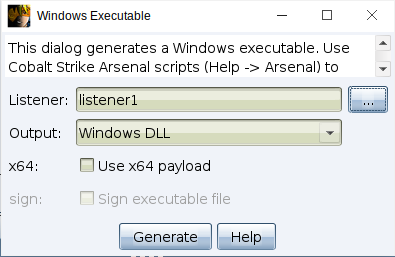 Windows Executable
This dialog generates a Windows executable. Use
Cobalt Strike Arsenal scripts (Help -> Arsenal) to
Listener: listener1 ...
Output: Windows DLL
x64: Use x64 payload
sign: Sign executable file
Generate Help